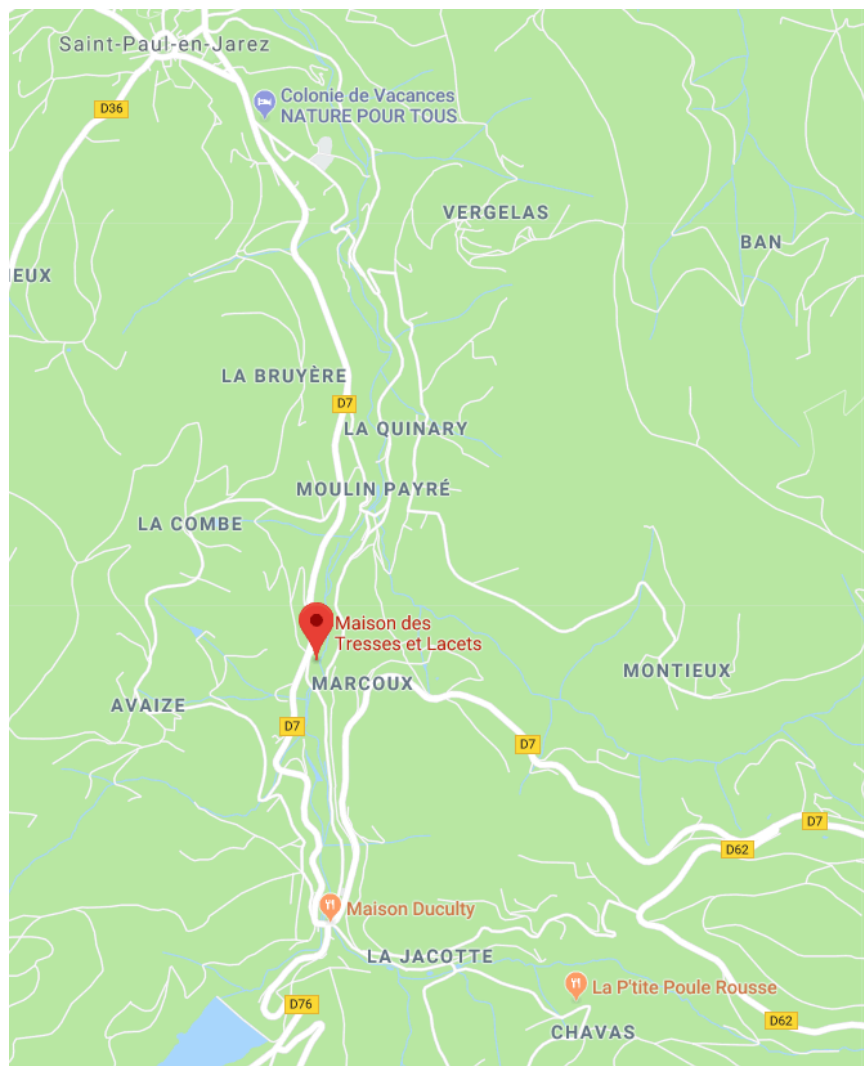 Saint-Paul-en-Jarez
Colonie de Vacances
NATURE POUR TOUS
D36
VERGELAS
BAN
IEUX
LA BRUYÈRE
D7
LA QUINARY
MOULIN PAYRÉ
LA COMBE
Maison des
Tresses et Lacets
MARCOUX
MONTIEUX
AVAIZE
D7
D7
D7
D62
Maison Duculty
LA JACOTTE
La P'tite Poule Rousse
D76
D62
CHAVAS